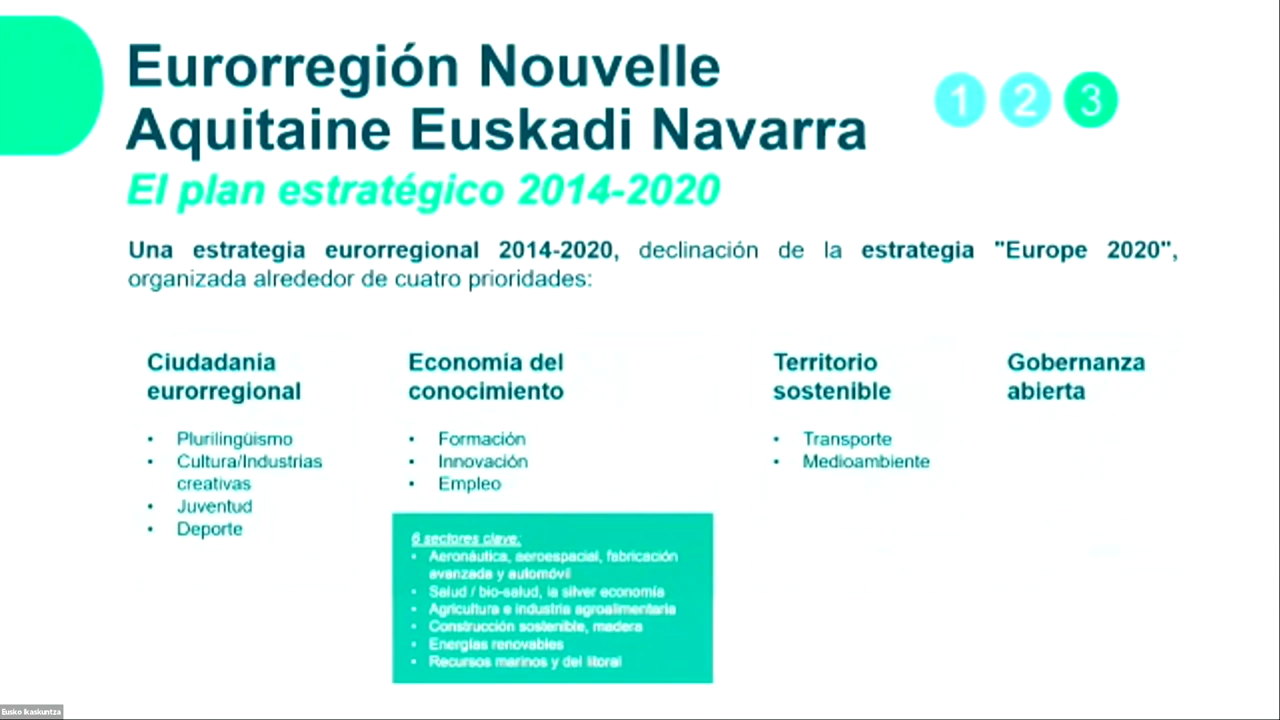 Eurorregión Nouvelle
Aquitaine Euskadi Navarra
1 2 3
El plan estratégico 2014-2020
Una estrategia eurorregional 2014-2020, declinación de la estrategia "Europe 2020",
organizada alrededor de cuatro prioridades:
Ciudadanía
eurorregional
• Plurilingüismo
• Cultura/Industrias
creativas
• Juventud
• Deporte
Economía del
conocimiento
• Formación
• Innovación
• Empleo
6 sectores clave:
• Aeronáutica, aeroespacial, fabricación
avanzada y automóvil
• Salud / bio-salud, la silver economía
• Agricultura e industria agroalimentaria
• Construcción sostenible, madera
• Energías renovables
• Recursos marinos y del litoral
Territorio
sostenible
• Transporte
• Medioambiente
Gobernanza
abierta
Eusko Ikaskuntza